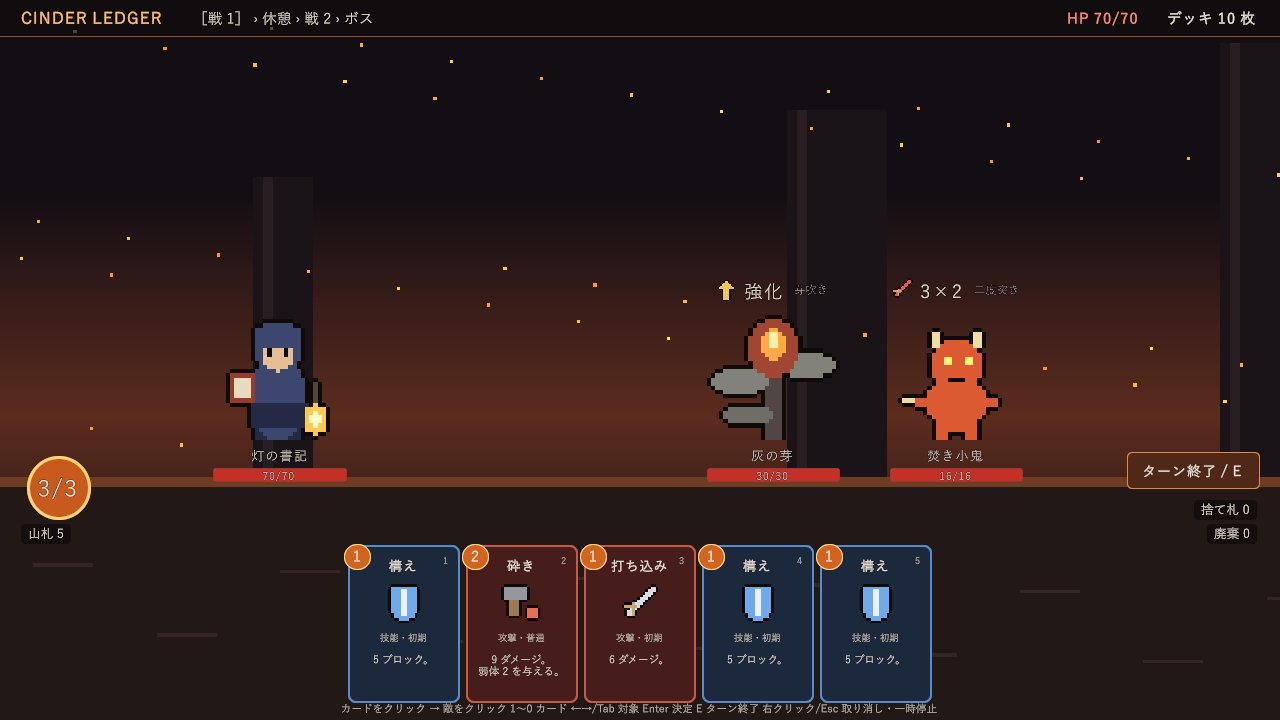 CINDER LEDGER
［戦 1］ › 休憩 › 戦 2 › ボス
HP 70/70
デッキ 10 枚
強化 芽吹き
3×2 二度突き
灯の書記
70/70
灰の芽
30/30
焚き小鬼
16/16
3/3
山札 5
ターン終了 / E
捨て札 0
廃棄 0
1 構え 1
技能・初期
5 ブロック。
2 砕き 2
攻撃・普通
9 ダメージ。
弱体 2 を与える。
1 打ち込み 3
攻撃・初期
6 ダメージ。
1 構え 4
技能・初期
5 ブロック。
1 構え 5
技能・初期
5 ブロック。
カードをクリック → 敵をクリック 1〜0 カード ←→/Tab 対象 Enter 決定 E ターン終了 右クリック/Esc 取り消し・一時停止